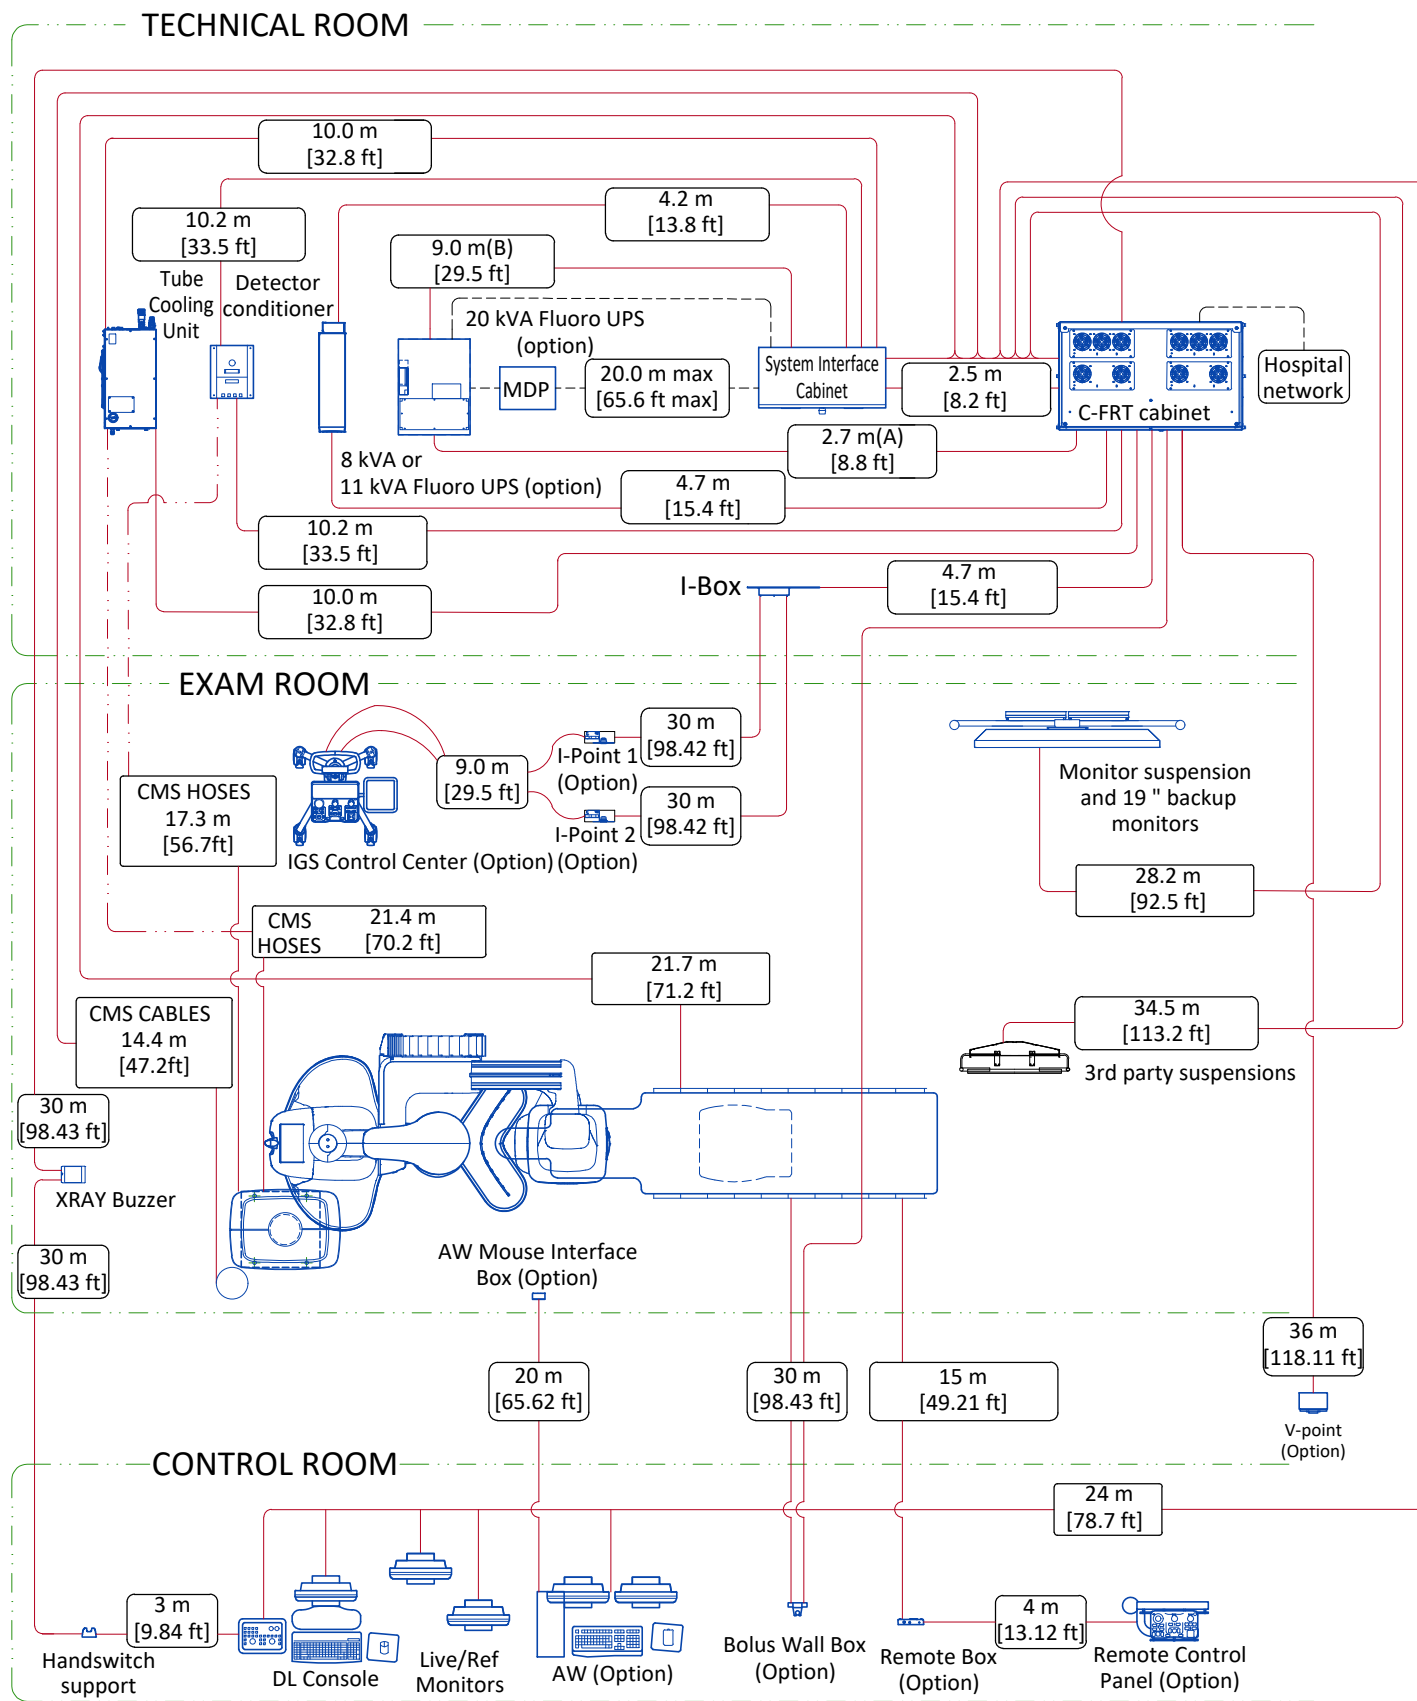 TECHNICAL ROOM
10.0 m
[32.8 ft]
4.2 m
[13.8 ft]
10.2 m
[33.5 ft]
9.0 m(B)
[29.5 ft]
Tube
Cooling
Unit
Detector
conditioner
20 kVA Fluoro UPS
(option)
MDP
20.0 m max
[65.6 ft max]
System Interface
Cabinet
2.5 m
[8.2 ft]
C-FRT cabinet
Hospital
network
2.7 m(A)
[8.8 ft]
8 kVA or
11 kVA Fluoro UPS (option)
4.7 m
[15.4 ft]
10.2 m
[33.5 ft]
I-Box
4.7 m
[15.4 ft]
10.0 m
[32.8 ft]
EXAM ROOM
30 m
[98.42 ft]
I-Point 1
(Option)
9.0 m
[29.5 ft]
30 m
[98.42 ft]
I-Point 2
(Option)
IGS Control Center (Option)
Monitor suspension
and 19 " backup
monitors
CMS HOSES
17.3 m
[56.7ft]
28.2 m
[92.5 ft]
CMS
HOSES
21.4 m
[70.2 ft]
21.7 m
[71.2 ft]
CMS CABLES
14.4 m
[47.2ft]
34.5 m
[113.2 ft]
3rd party suspensions
30 m
[98.43 ft]
XRAY Buzzer
30 m
[98.43 ft]
AW Mouse Interface
Box (Option)
36 m
[118.11 ft]
20 m
[65.62 ft]
30 m
[98.43 ft]
15 m
[49.21 ft]
V-point
(Option)
CONTROL ROOM
24 m
[78.7 ft]
3 m
[9.84 ft]
4 m
[13.12 ft]
Handswitch
support
DL Console
Live/Ref
Monitors
AW (Option)
Bolus Wall Box
(Option)
Remote Box
(Option)
Remote Control
Panel (Option)